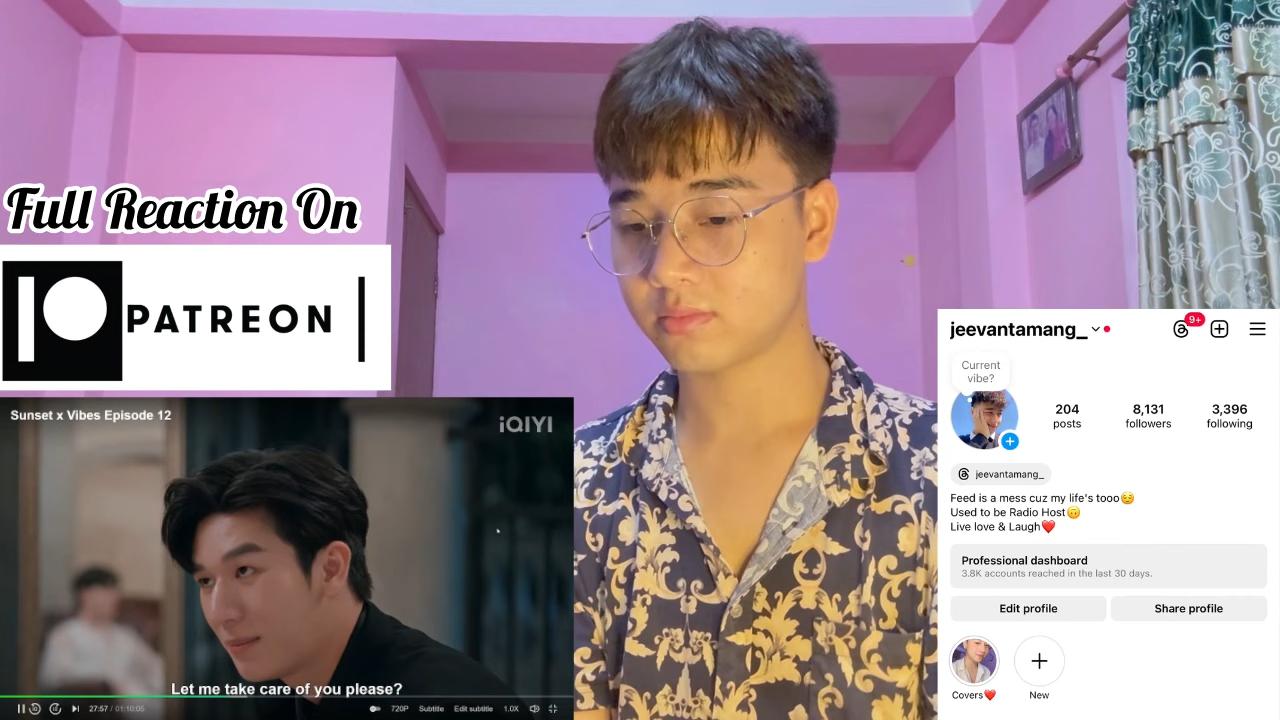 Full Reaction On
PATREON
Sunset x Vibes Episode 12
iQIYI
Let me take care of you please?
27:57 / 01:10:05
720P Subtitle Edit subtitle 1.0X
jeevantamang_
9+
Current
vibe?
204 8,131 3,396
posts followers following
jeevantamang_
Feed is a mess cuz my life's tooo😌
Used to be Radio Host🙃
Live love & Laugh❤️
Professional dashboard
3.8K accounts reached in the last 30 days.
Edit profile Share profile
Covers❤️ New